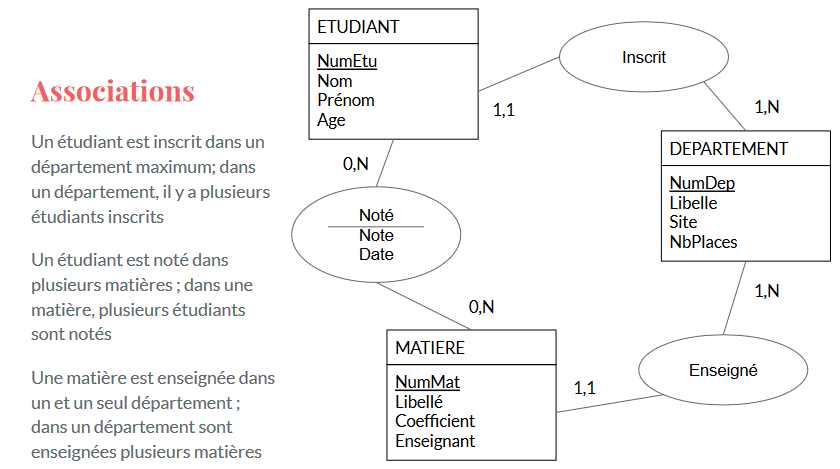 Associations
Un étudiant est inscrit dans un
département maximum; dans
un département, il y a plusieurs
étudiants inscrits
Un étudiant est noté dans
plusieurs matières ; dans une
matière, plusieurs étudiants
sont notés
Une matière est enseignée dans
un et un seul département ;
dans un département sont
enseignées plusieurs matières
ETUDIANT
NumEtu
Nom
Prénom
Age
Inscrit
1,1
1,N
DEPARTEMENT
NumDep
Libelle
Site
NbPlaces
0,N
Noté
Note
Date
0,N
1,N
MATIERE
NumMat
Libellé
Coefficient
Enseignant
1,1
Enseigné